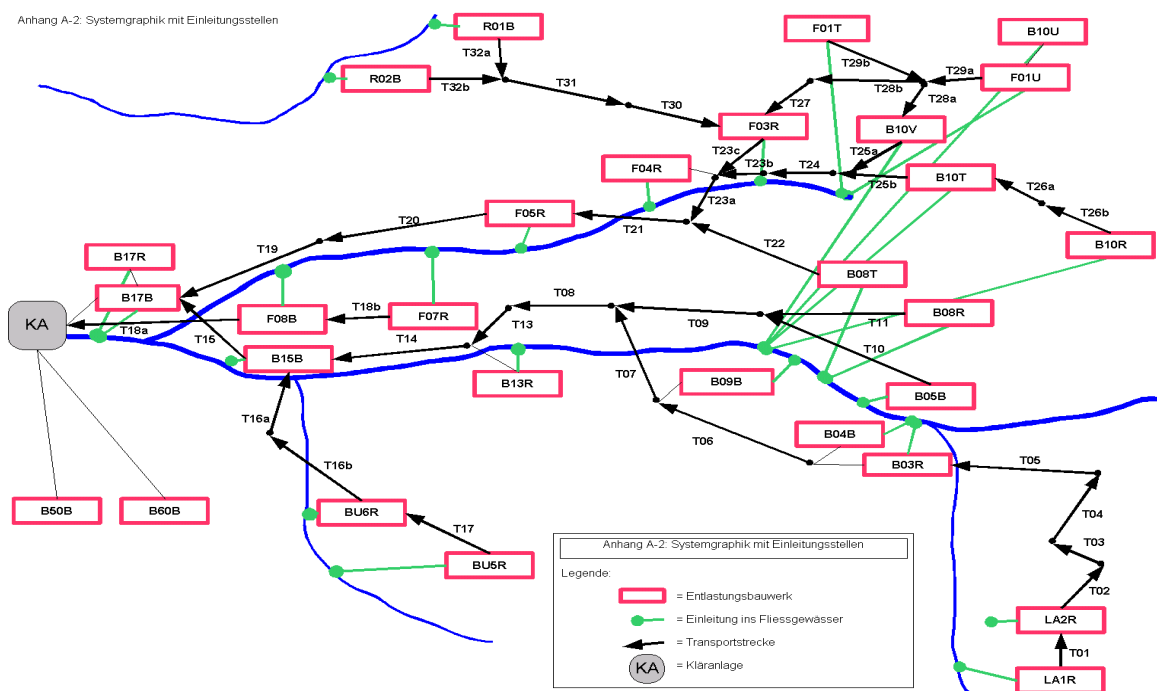 Anhang A-2: Systemgraphik mit Einleitungsstellen
R01B
F01T
B10U
T32a
T29b
R02B
T32b
T31
T28b
T29a
F01U
T30
T27
T28a
F03R
B10V
T23c
T25a
F04R
T23b
T24
T25b
B10T
T26a
T23a
T26b
F05R
T20
T21
T22
B10R
T19
B17R
B17B
B08T
T08
KA
T18a
F08B
T18b
F07R
T13
T09
T11
B08R
T15
T14
B15B
T10
B13R
T07
B09B
B05B
T16a
T06
B04B
B03R
T05
T16b
B50B
B60B
BU6R
T04
T17
T03
BU5R
T02
LA2R
T01
LA1R
Anhang A-2: Systemgraphik mit Einleitungsstellen
Legende:
= Entlastungsbauwerk
= Einleitung ins Fliessgewässer
= Transportstrecke
KA = Kläranlage